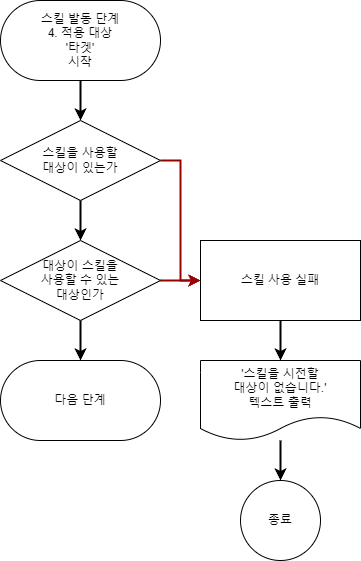 스킬 발동 단계
4. 적용 대상
'타겟'
시작
스킬을 사용할
대상이 있는가
대상이 스킬을
사용할 수 있는
대상인가
스킬 사용 실패
다음 단계
'스킬을 시전할
대상이 없습니다.'
텍스트 출력
종료